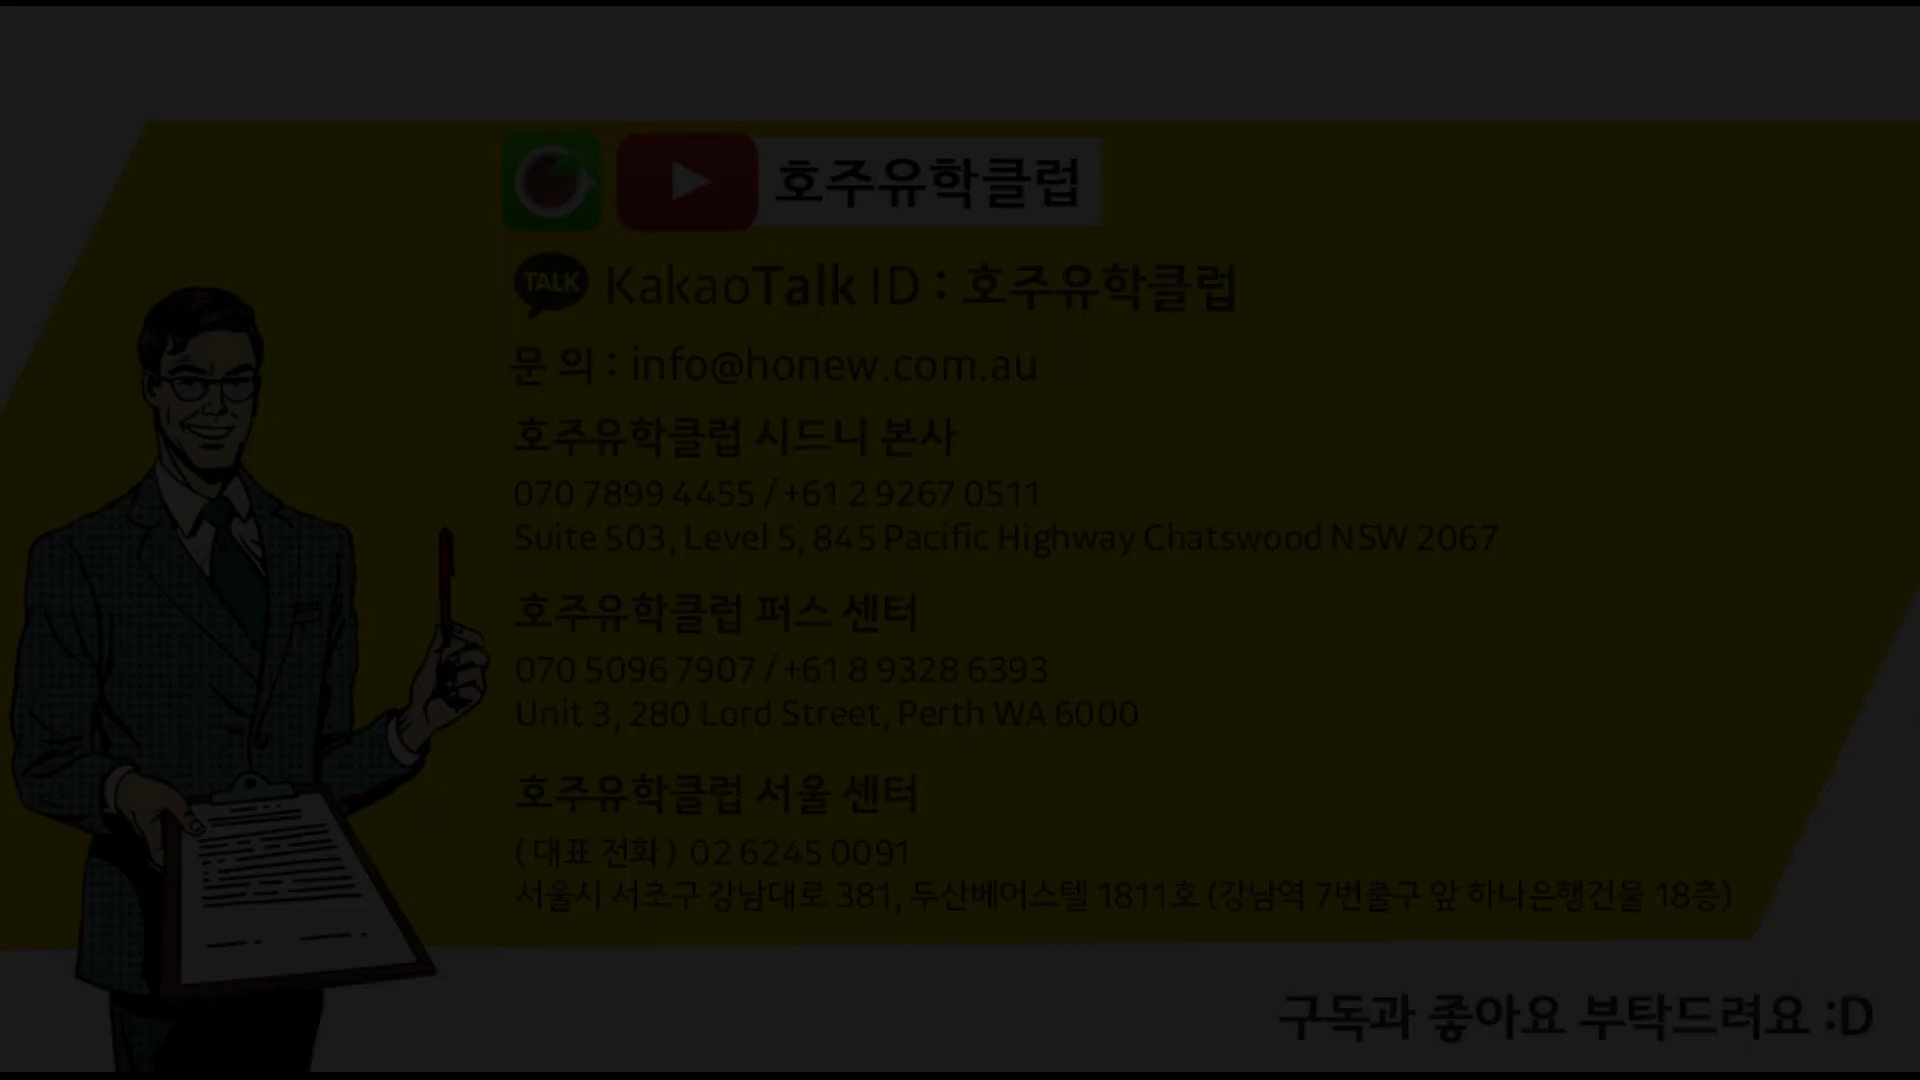 호주유학클럽
TALK KakaoTalk ID : 호주유학클럽
문 의 : info@honew.com.au
호주유학클럽 시드니 본사
070 7899 4455 / +61 2 9267 0511
Suite 503, Level 5, 845 Pacific Highway Chatswood NSW 2067
호주유학클럽 퍼스 센터
070 5096 7907 / +61 8 9328 6393
Unit 3, 280 Lord Street, Perth WA 6000
호주유학클럽 서울 센터
( 대표 전화 ) 02 6245 0091
서울시 서초구 강남대로 381, 두산베어스텔 1811호 (강남역 7번출구 앞 하나은행건물 18층)
구독과 좋아요 부탁드려요 :D